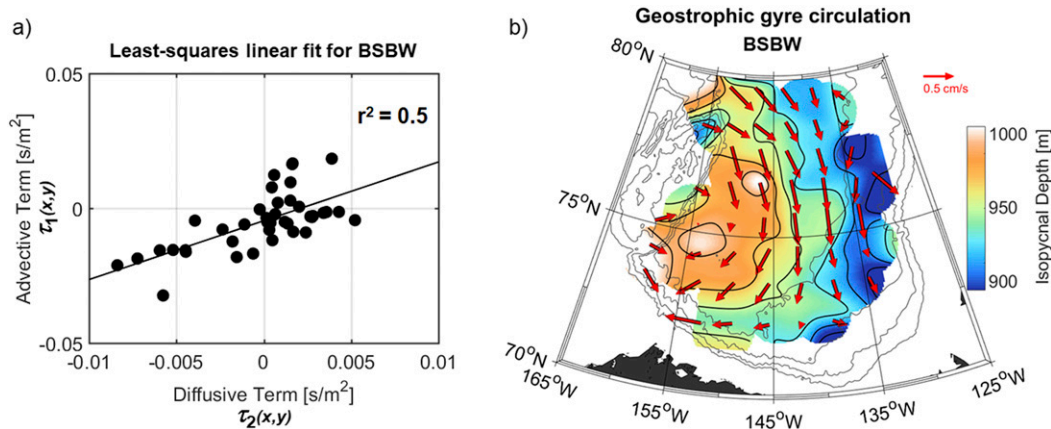 a)
Least-squares linear fit for BSBW
0.05
0
-0.05
r² = 0.5
Advective Term [s/m²]
τ₁(x,y)
-0.01
-0.005
0
0.005
0.01
Diffusive Term [s/m²]
τ₂(x,y)
b)
Geostrophic gyre circulation
BSBW
80°N
75°N
70°N
165°W
155°W
145°W
135°W
125°W
0.5 cm/s
1000
900
Isopycnal Depth [m]